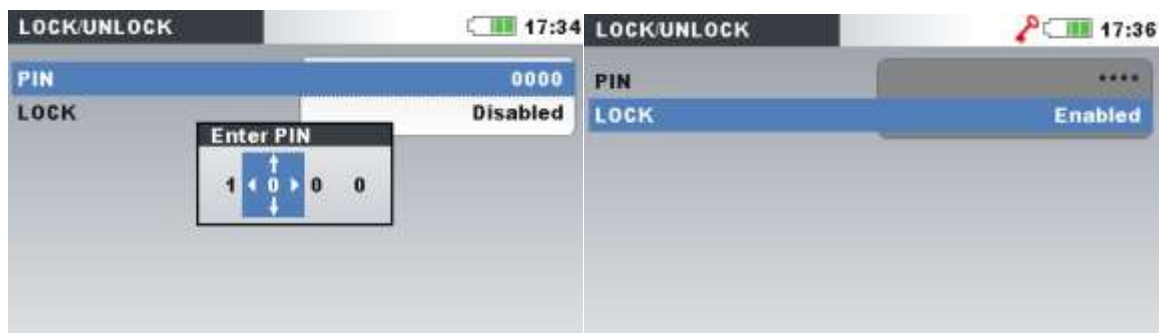 LOCK/UNLOCK 17:34
PIN 0000
LOCK Disabled
Enter PIN
1 0 0 0
LOCK/UNLOCK 17:36
PIN ****
LOCK Enabled